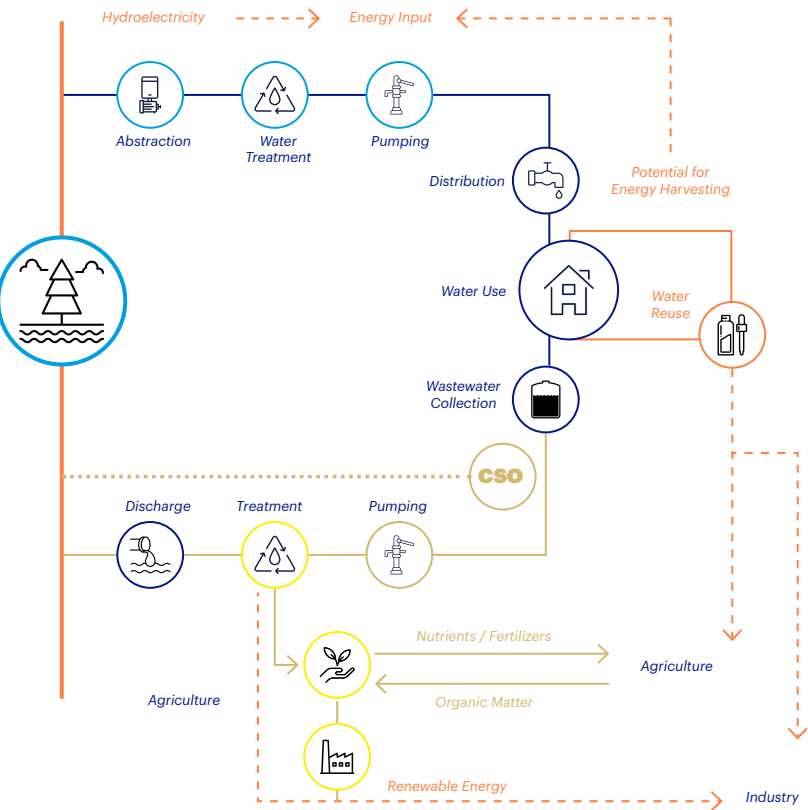 Hydroelectricity
Energy Input
Abstraction
Water
Treatment
Pumping
Distribution
Potential for
Energy Harvesting
Water Use
Water
Reuse
Wastewater
Collection
CSO
Discharge
Treatment
Pumping
Nutrients / Fertilizers
Agriculture
Organic Matter
Agriculture
Renewable Energy
Industry